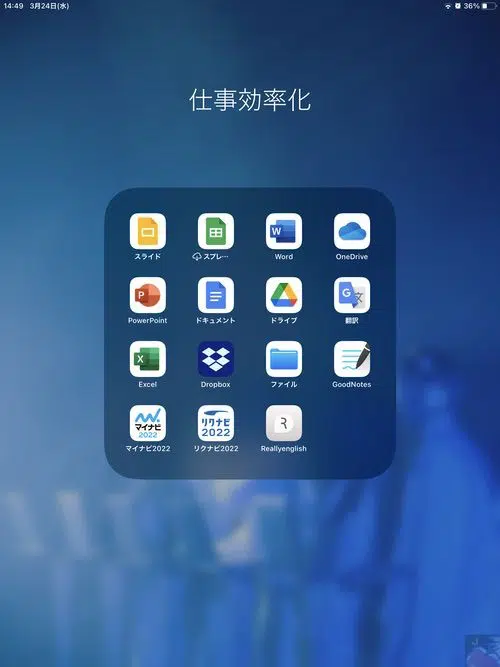 14:49 3月24日(水)
36%
仕事効率化
スライド
スプレ…
W
Word
OneDrive
P
PowerPoint
ドキュメント
ドライブ
G 文
翻訳
X
Excel
Dropbox
ファイル
GoodNotes
マイナビ
2022
マイナビ2022
リクナビ
2022
リクナビ2022
R
Reallyenglish